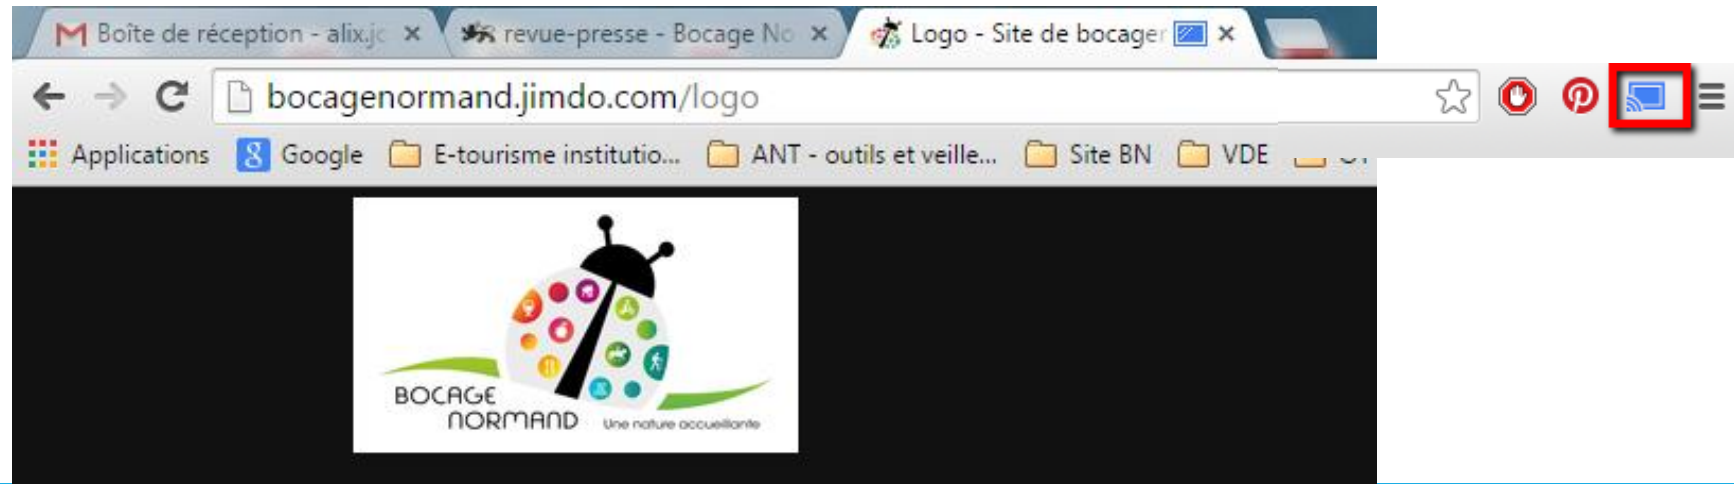 Boîte de réception - alix.jc
revue-presse - Bocage No
Logo - Site de bocager
bocagenormand.jimdo.com/logo
Applications Google E-tourisme institutio... ANT - outils et veille... Site BN VDE
BOCAGE
NORMAND Une nature accueillante